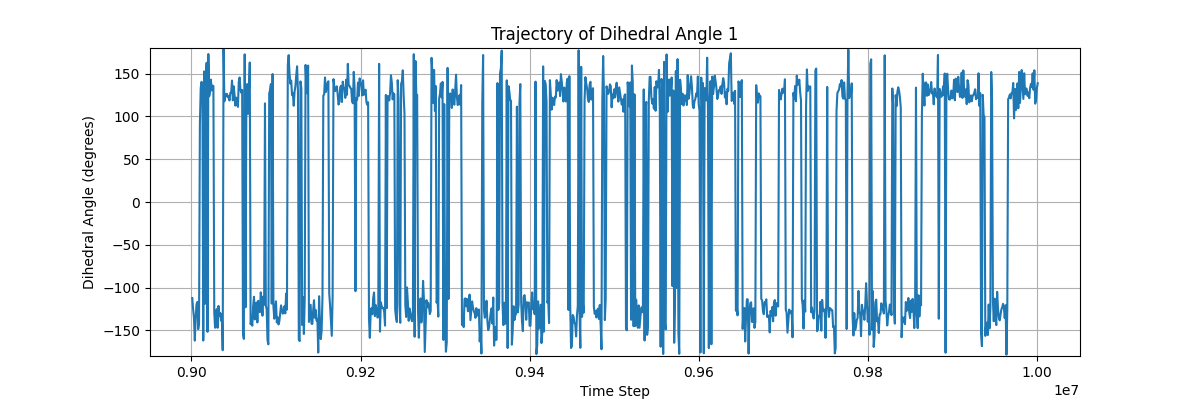 Trajectory of Dihedral Angle 1
Dihedral Angle (degrees)
150
100
50
0
−50
−100
−150
0.90 0.92 0.94 0.96 0.98 1.00
1e7
Time Step